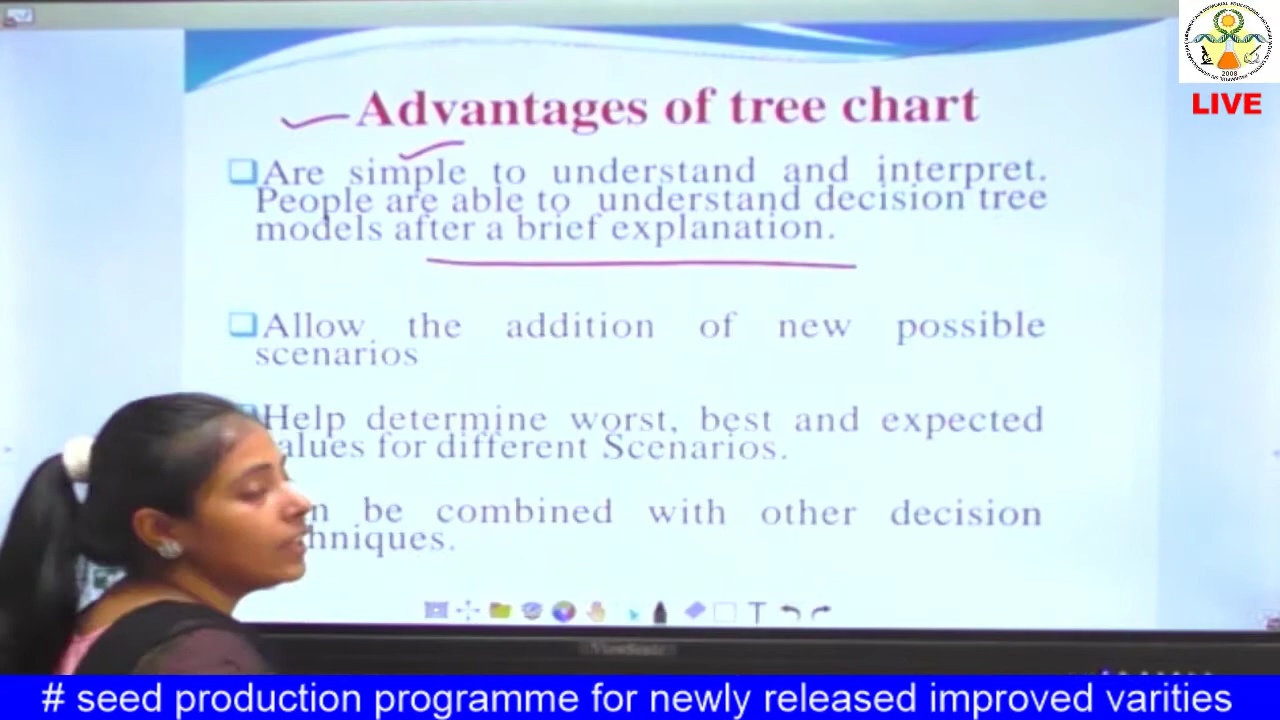 2008
LIVE
Advantages of tree chart
Are simple to understand and interpret.
People are able to understand decision tree
models after a brief explanation.
Allow the addition of new possible
scenarios
Help determine worst, best and expected
alues for different Scenarios.
n be combined with other decision
hniques.
T
ViewSonic
# seed production programme for newly released improved varities